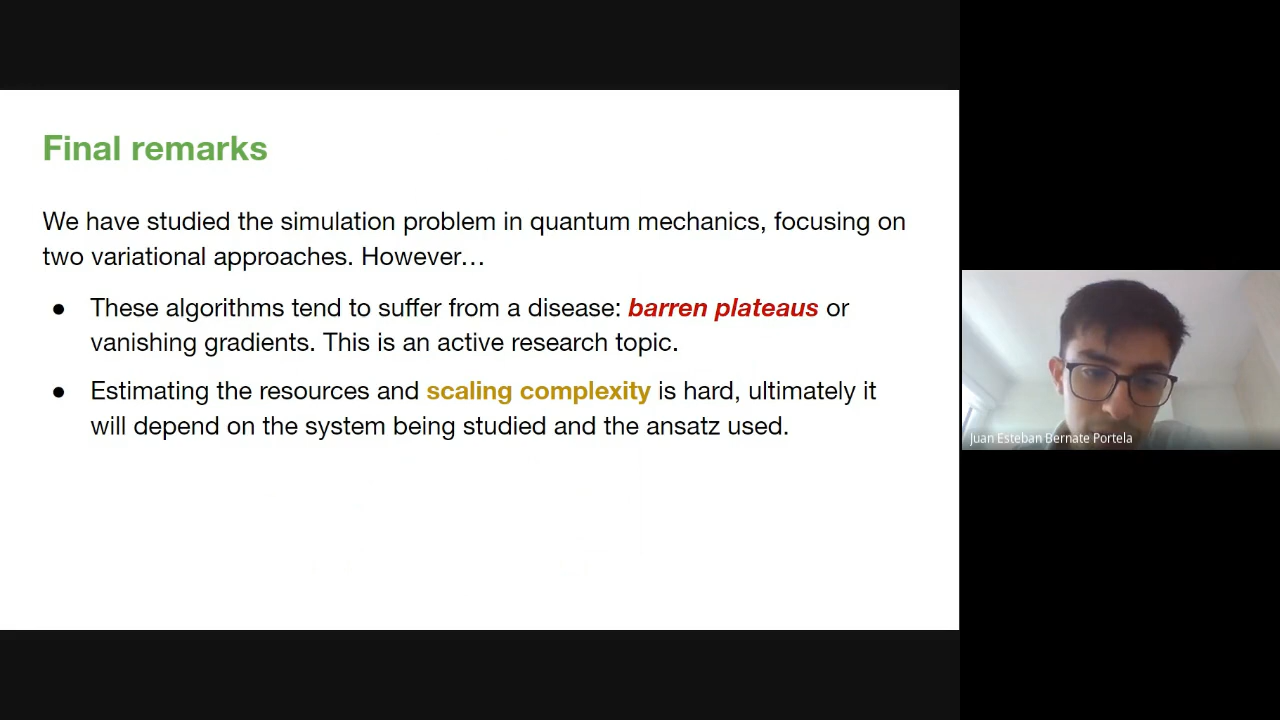 Final remarks
We have studied the simulation problem in quantum mechanics, focusing on
two variational approaches. However…
● These algorithms tend to suffer from a disease: barren plateaus or
vanishing gradients. This is an active research topic.
● Estimating the resources and scaling complexity is hard, ultimately it
will depend on the system being studied and the ansatz used.
Juan Esteban Bernate Portela